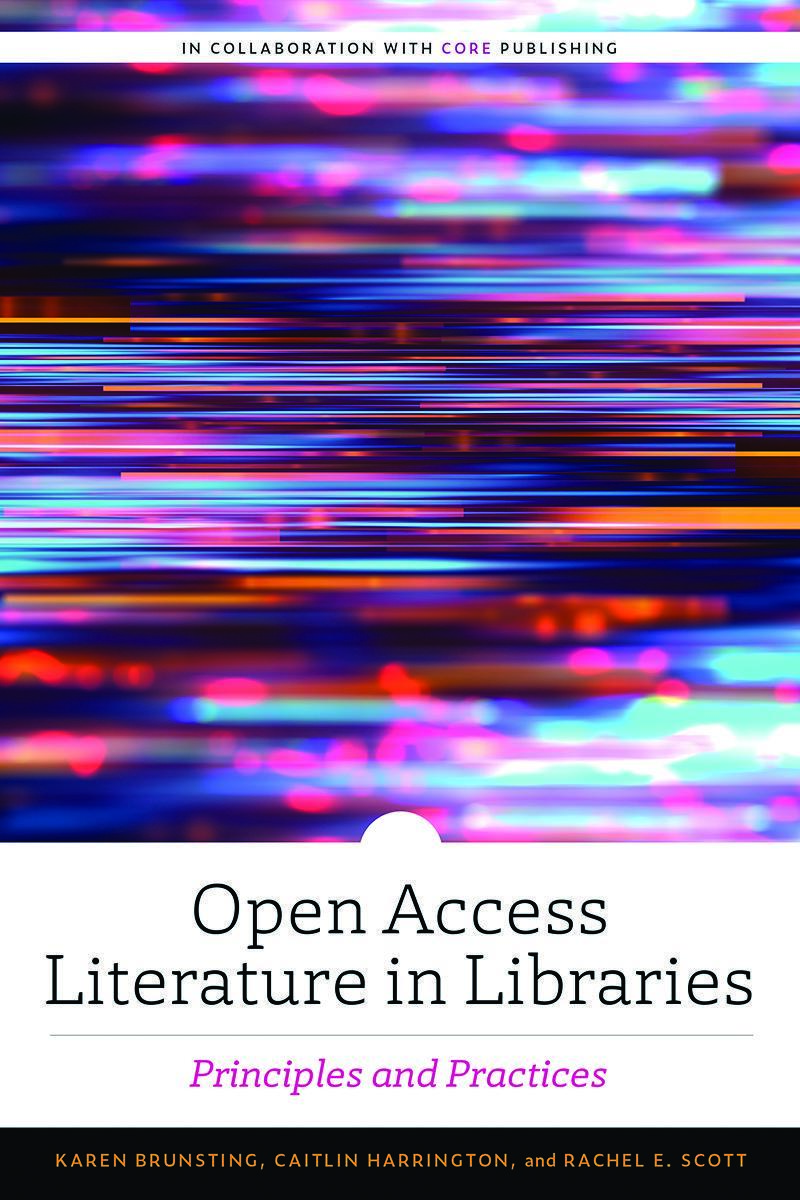 IN COLLABORATION WITH CORE PUBLISHING
Open Access
Literature in Libraries
Principles and Practices
KAREN BRUNSTING, CAITLIN HARRINGTON, and RACHEL E. SCOTT